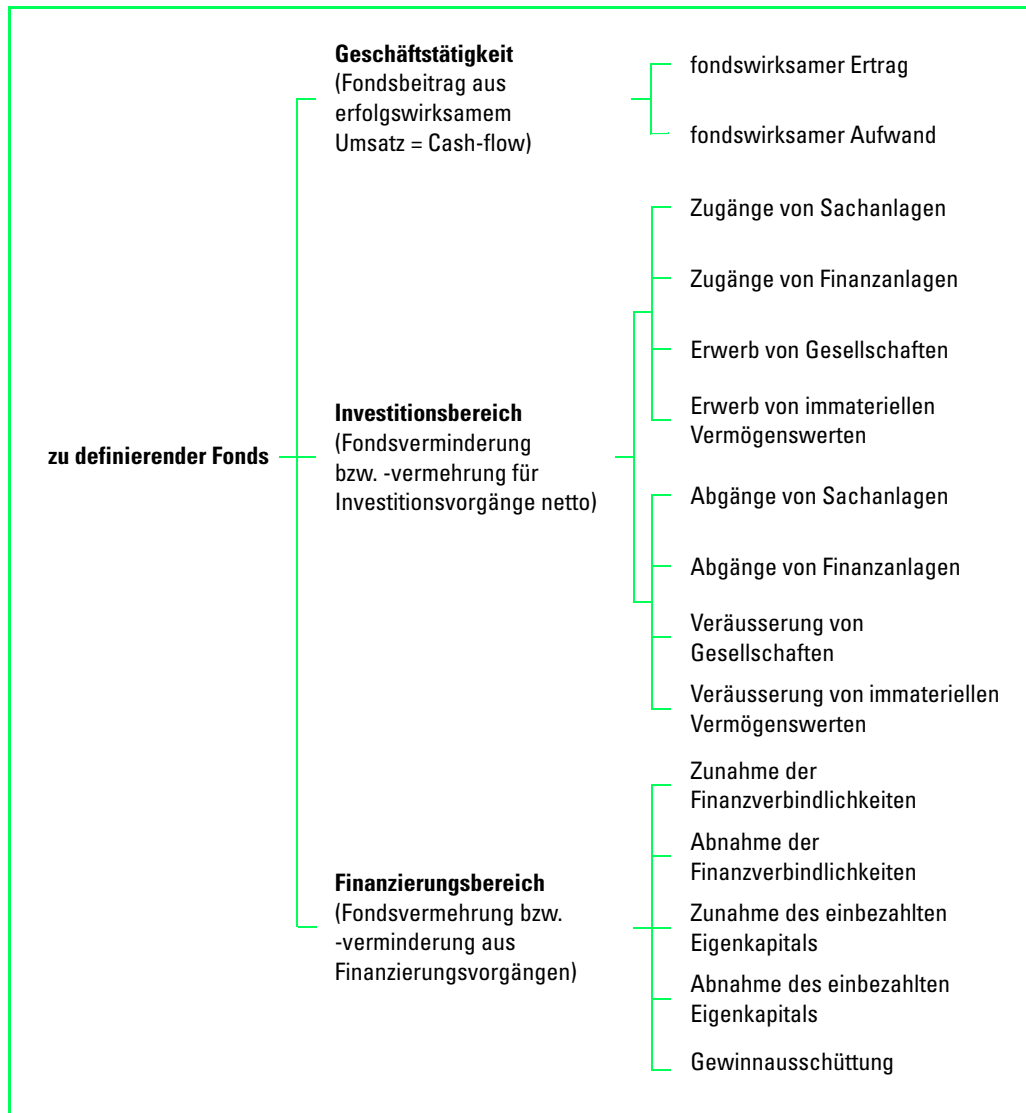 zu definierender Fonds
Geschäftstätigkeit
(Fondsbeitrag aus
erfolgswirksamem
Umsatz = Cash-flow)
fondswirksamer Ertrag
fondswirksamer Aufwand
Investitionsbereich
(Fondsverminderung
bzw. -vermehrung für
Investitionsvorgänge netto)
Zugänge von Sachanlagen
Zugänge von Finanzanlagen
Erwerb von Gesellschaften
Erwerb von immateriellen
Vermögenswerten
Abgänge von Sachanlagen
Abgänge von Finanzanlagen
Veräusserung von
Gesellschaften
Veräusserung von immateriellen
Vermögenswerten
Finanzierungsbereich
(Fondsvermehrung bzw.
-verminderung aus
Finanzierungsvorgängen)
Zunahme der
Finanzverbindlichkeiten
Abnahme der
Finanzverbindlichkeiten
Zunahme des einbezahlten
Eigenkapitals
Abnahme des einbezahlten
Eigenkapitals
Gewinnausschüttung